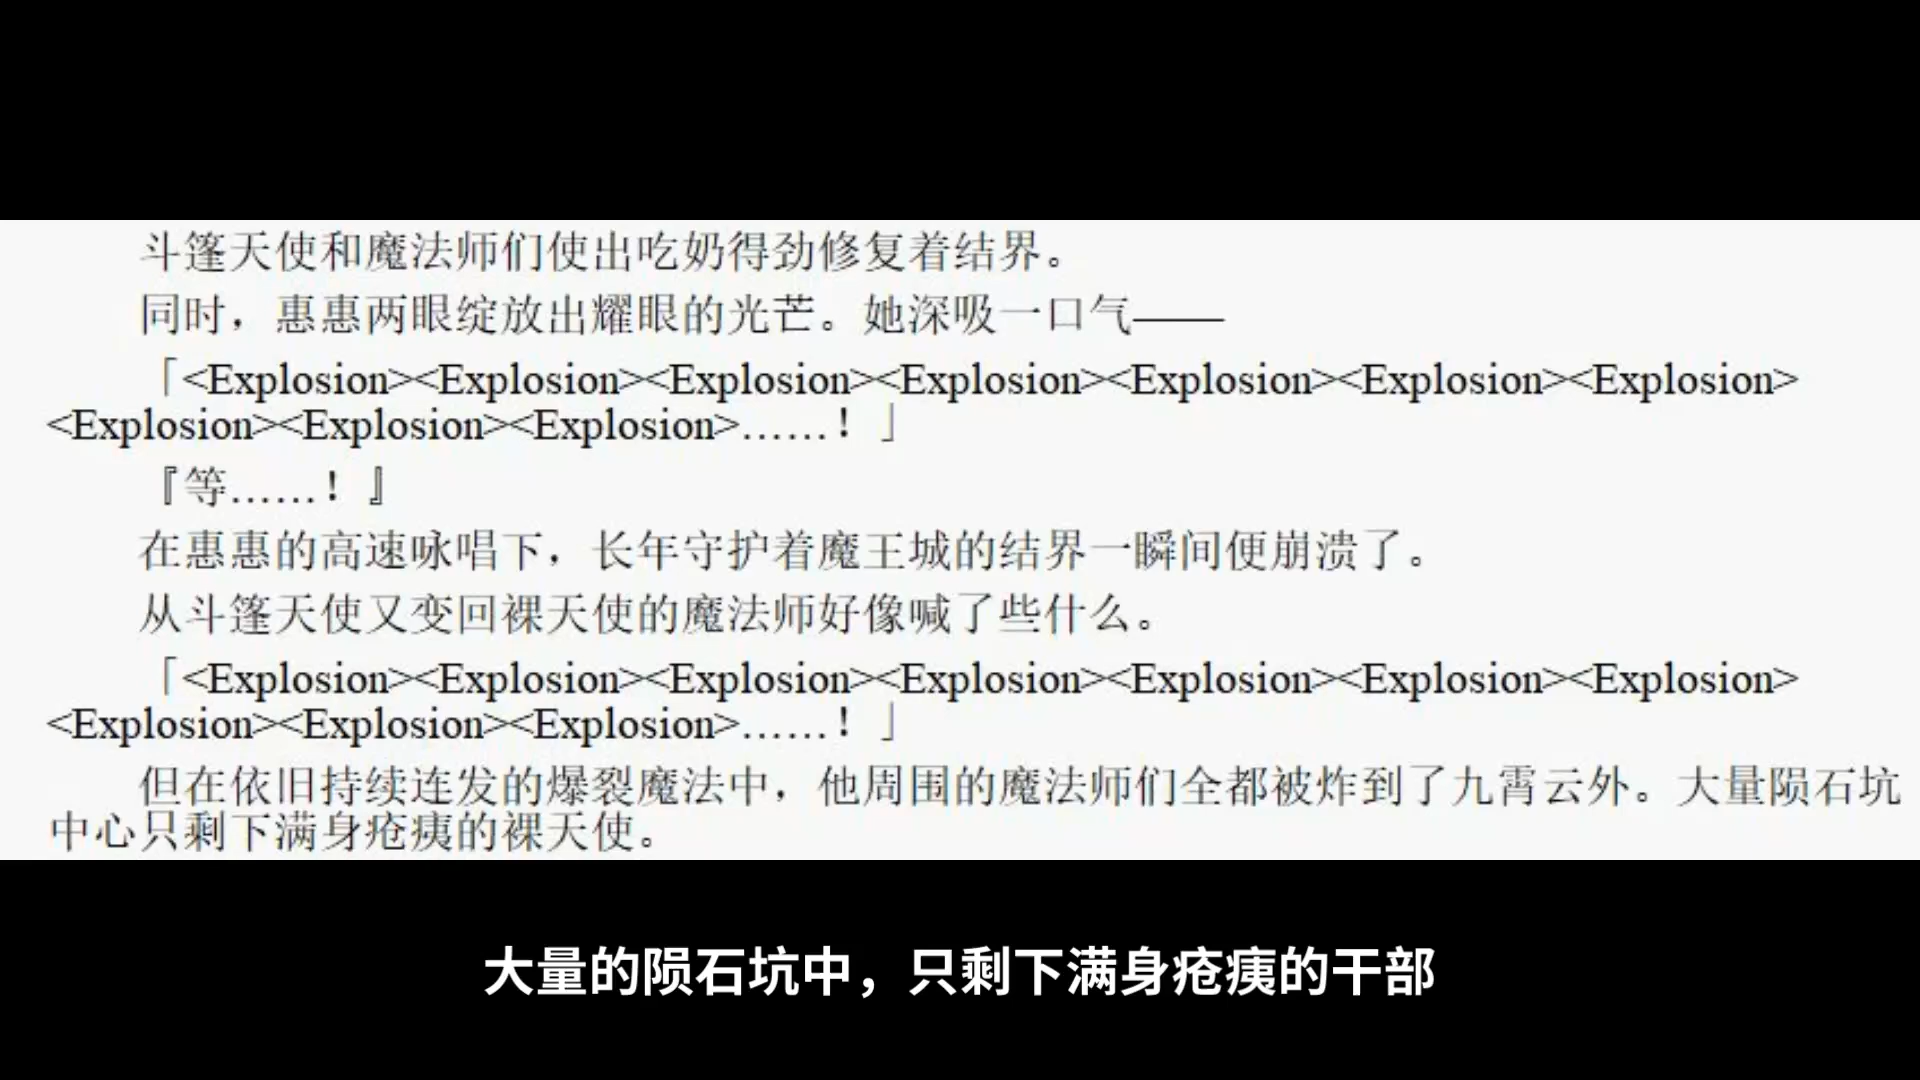 斗篷天使和魔法师们使出吃奶得劲修复着结界。
同时，惠惠两眼绽放出耀眼的光芒。她深吸一口气——
「<Explosion><Explosion><Explosion><Explosion><Explosion><Explosion><Explosion>
<Explosion><Explosion><Explosion>……！」
『等……！』
在惠惠的高速咏唱下，长年守护着魔王城的结界一瞬间便崩溃了。
从斗篷天使又变回裸天使的魔法师好像喊了些什么。
「<Explosion><Explosion><Explosion><Explosion><Explosion><Explosion><Explosion>
<Explosion><Explosion><Explosion>……！」
但在依旧持续连发的爆裂魔法中，他周围的魔法师们全都被炸到了九霄云外。大量陨石坑
中心只剩下满身疮痍的裸天使。
大量的陨石坑中，只剩下满身疮痍的干部